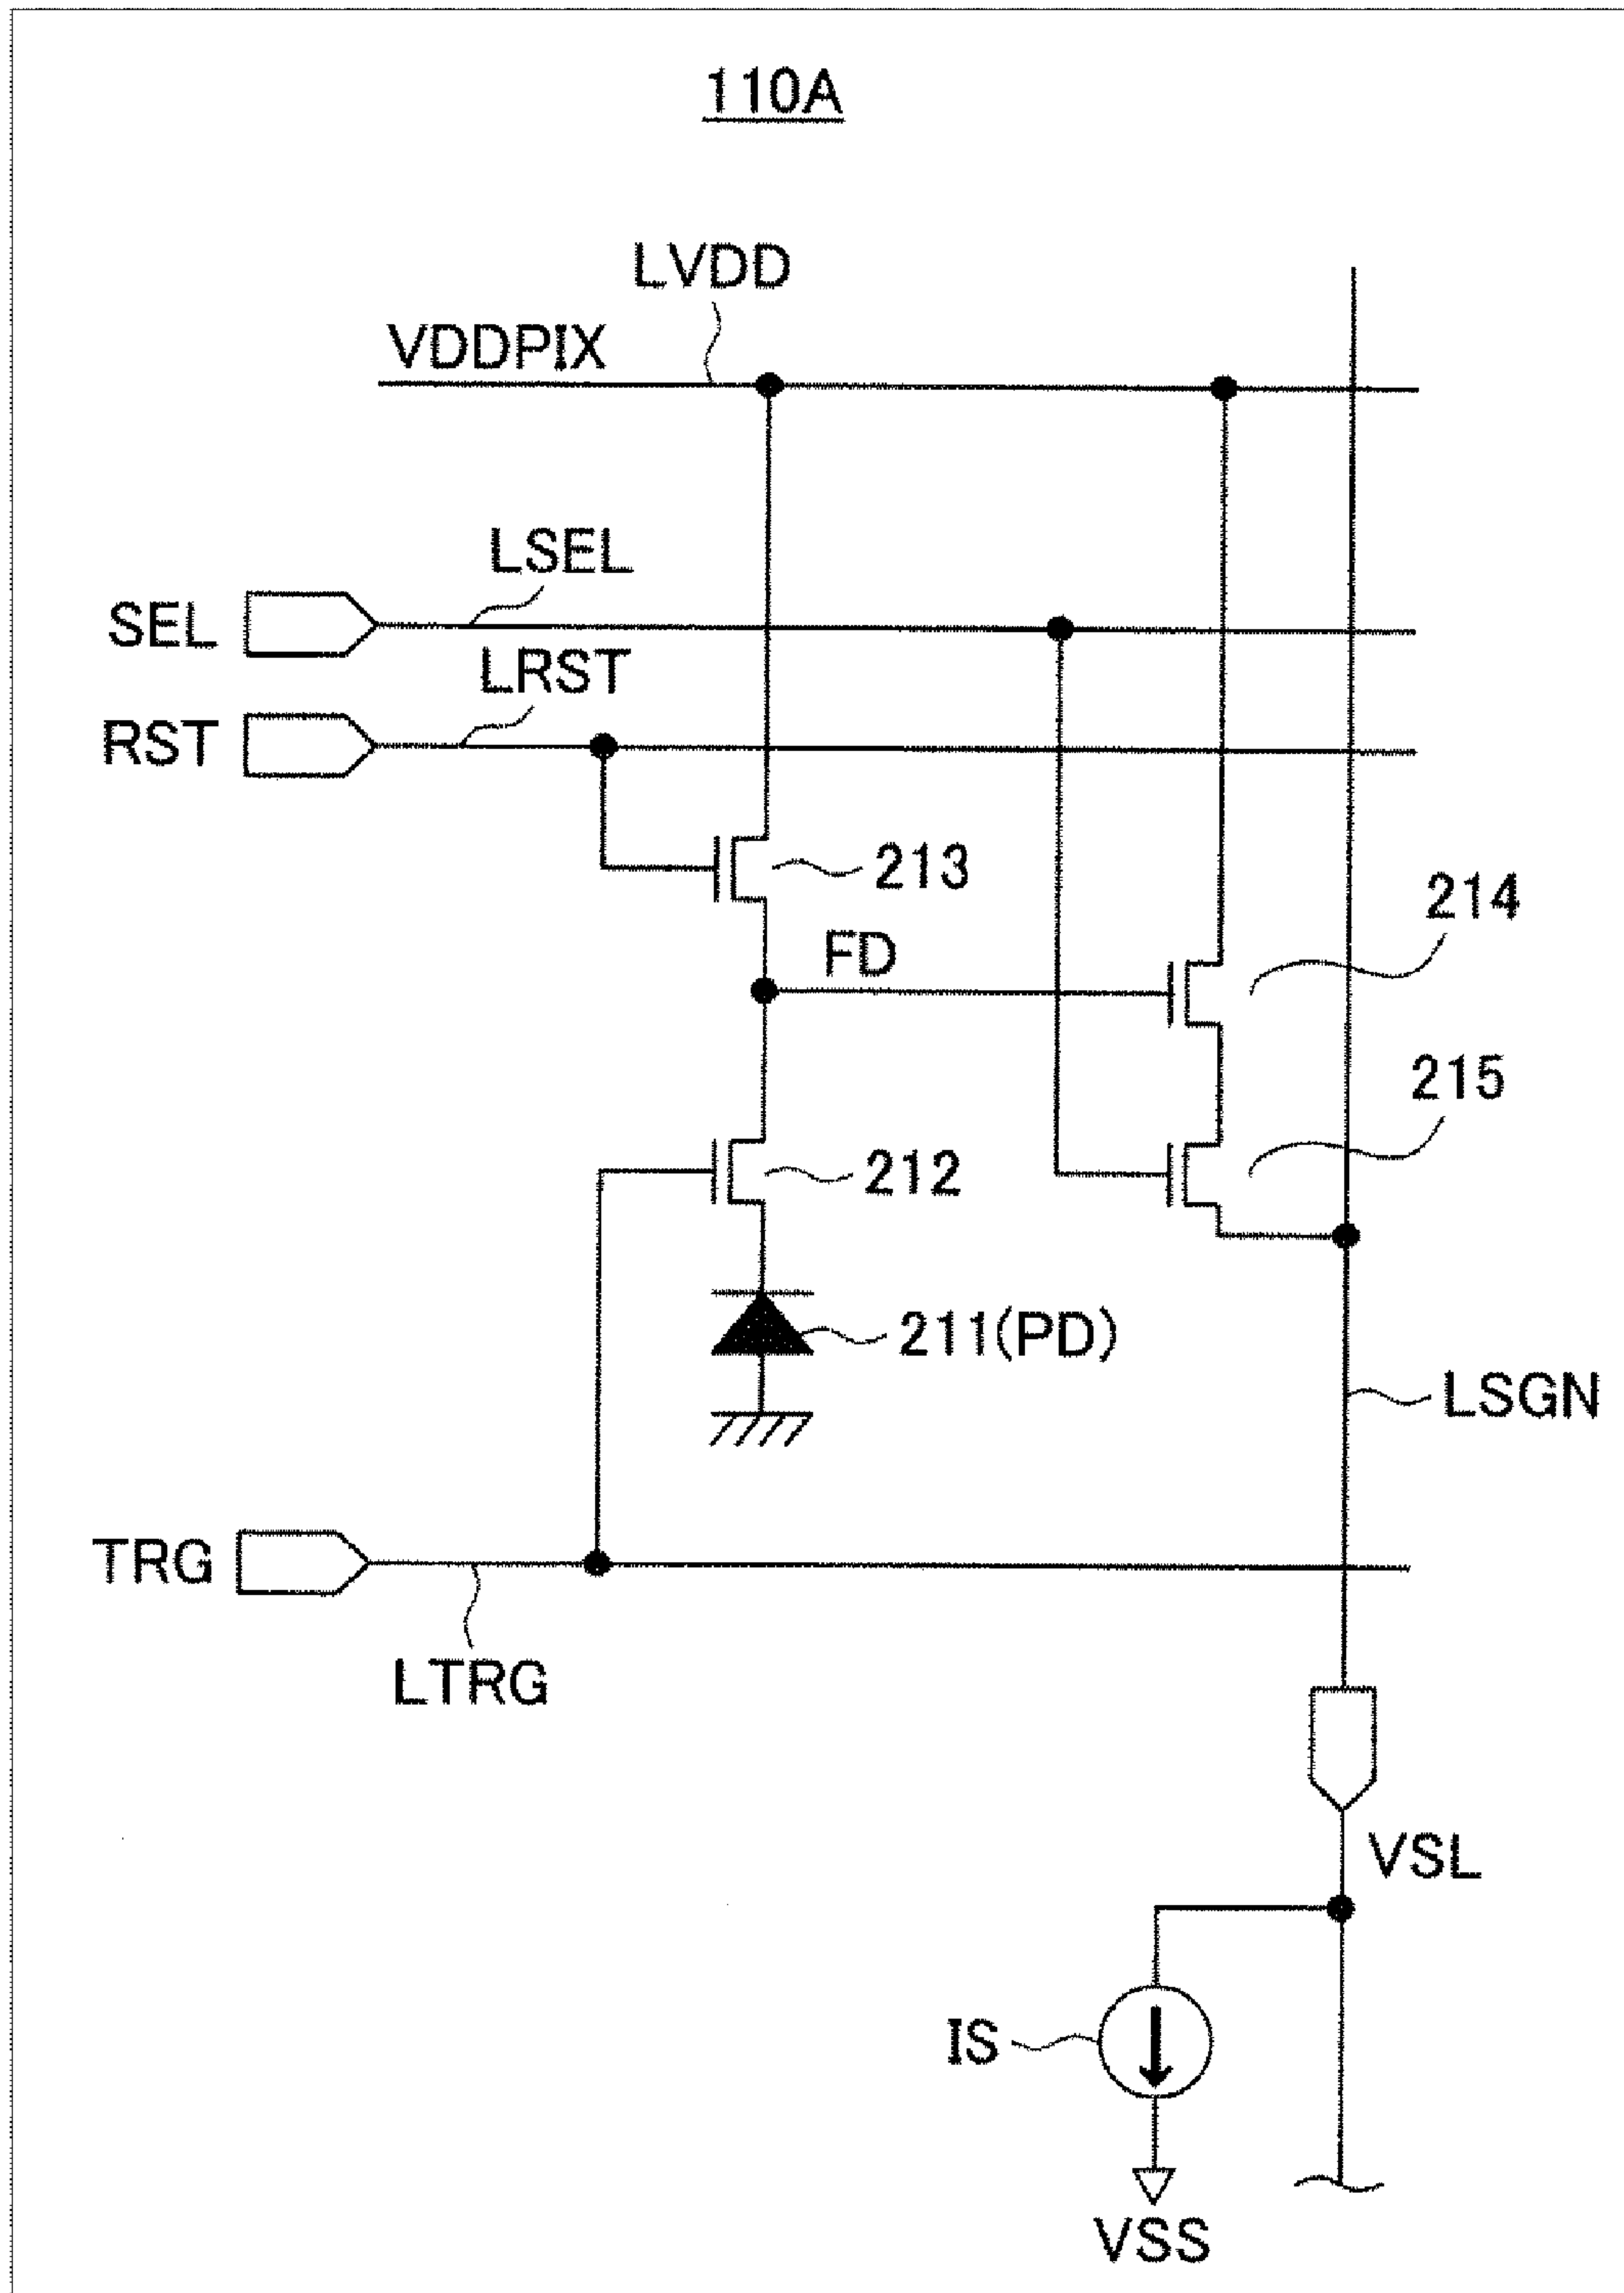 110A
LVDD
VDDPIX
LSEL
SEL
LRST
RST
213
214
FD
215
212
211(PD)
LSGN
TRG
LTRG
VSL
IS
VSS